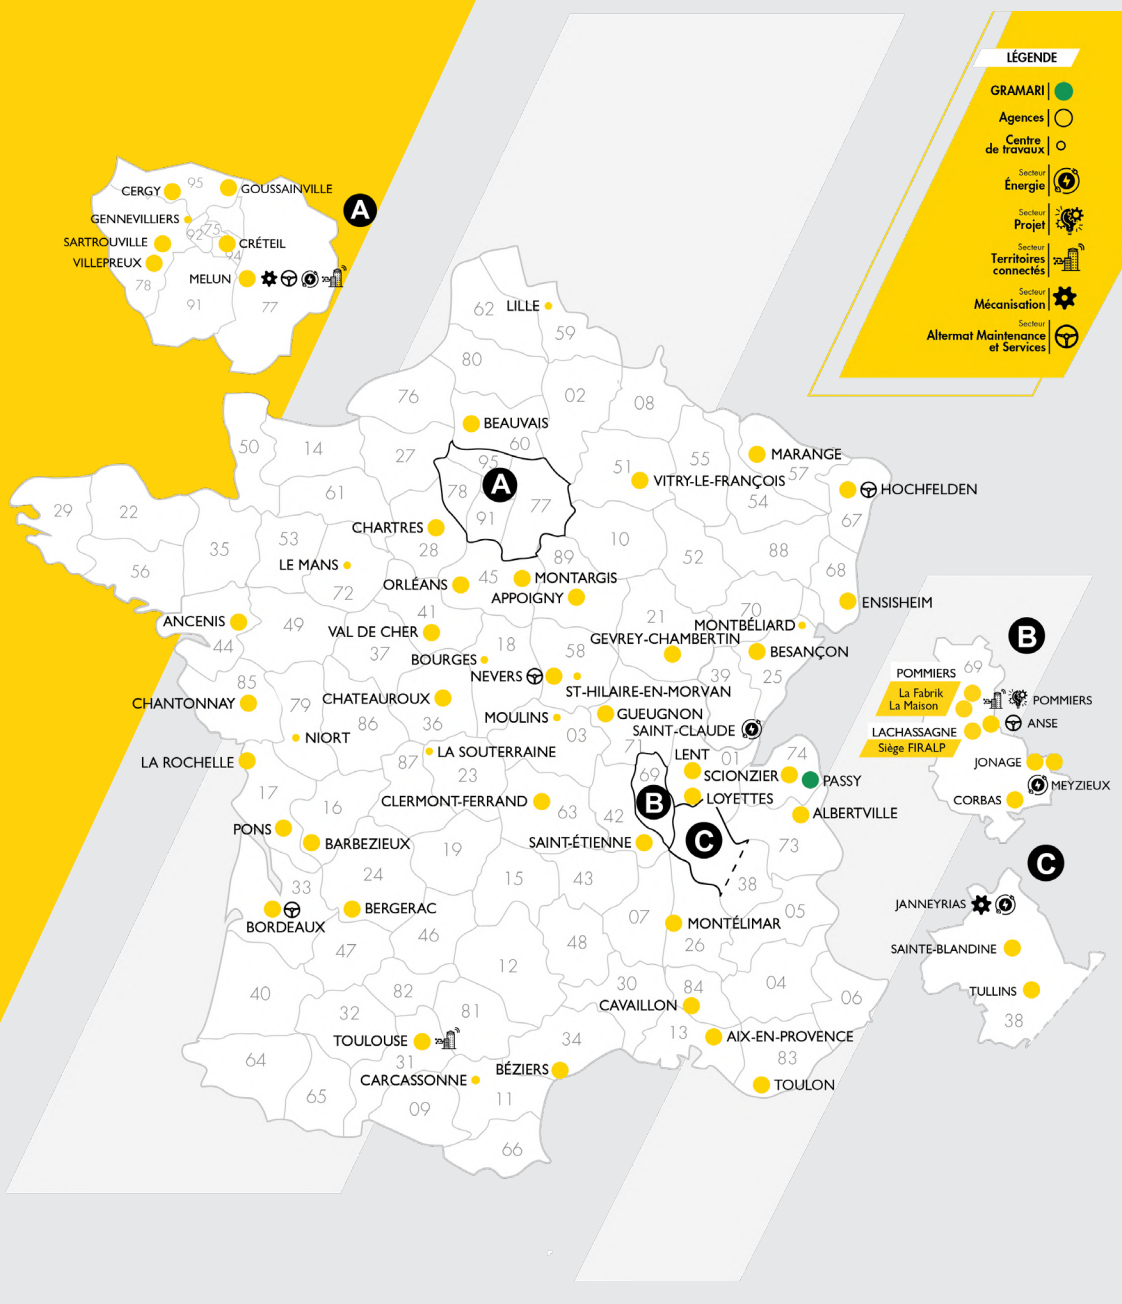 LÉGENDE
GRAMARI
Agences
Centre
de travaux
Secteur
Énergie
Secteur
Projet
Secteur
Territoires
connectés
Secteur
Mécanisation
Secteur
Altermat Maintenance
et Services
A
CERGY
95
GOUSSAINVILLE
GENNEVILLIERS
92
75
SARTROUVILLE
CRÉTEIL
94
VILLEPREUX
MELUN
78
91
77
62
LILLE
59
80
76
02
08
BEAUVAIS
60
50
14
27
95
A
78
77
91
51
VITRY-LE-FRANÇOIS
55
MARANGE
57
54
HOCHFELDEN
67
61
29
22
35
53
56
CHARTRES
28
LE MANS
72
10
52
88
68
89
ORLÉANS
45
MONTARGIS
APPOIGNY
ENSISHEIM
ANCENIS
44
49
41
VAL DE CHER
37
18
BOURGES
21
70
MONTBÉLIARD
GEVREY-CHAMBERTIN
58
NEVERS
BESANÇON
39
25
ST-HILAIRE-EN-MORVAN
85
CHANTONNAY
79
CHATEAUROUX
86
36
MOULINS
03
GUEUGNON
SAINT-CLAUDE
71
NIORT
LA SOUTERRAINE
87
23
LA ROCHELLE
LENT
01
74
69
SCIONZIER
PASSY
17
16
CLERMONT-FERRAND
63
42
B
LOYETTES
ALBERTVILLE
PONS
BARBEZIEUX
19
SAINT-ÉTIENNE
C
73
24
15
43
38
33
BORDEAUX
BERGERAC
07
MONTÉLIMAR
05
47
46
48
26
12
40
82
30
84
04
06
32
81
CAVAILLON
TOULOUSE
34
13
AIX-EN-PROVENCE
64
31
BÉZIERS
83
CARCASSONNE
TOULON
65
09
11
66
B
69
POMMIERS
La Fabrik
La Maison
POMMIERS
ANSE
LACHASSAGNE
Siège FIRALP
JONAGE
MEYZIEUX
CORBAS
C
JANNEYRIAS
SAINTE-BLANDINE
TULLINS
38